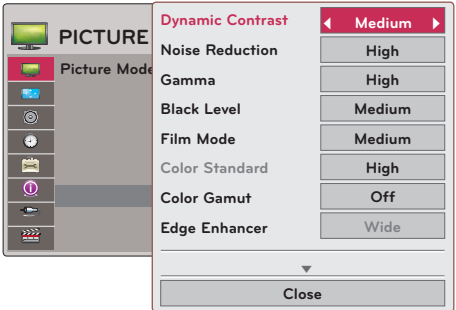 PICTURE
Picture Mode
Dynamic Contrast Medium
Noise Reduction High
Gamma High
Black Level Medium
Film Mode Medium
Color Standard High
Color Gamut Off
Edge Enhancer Wide
Close